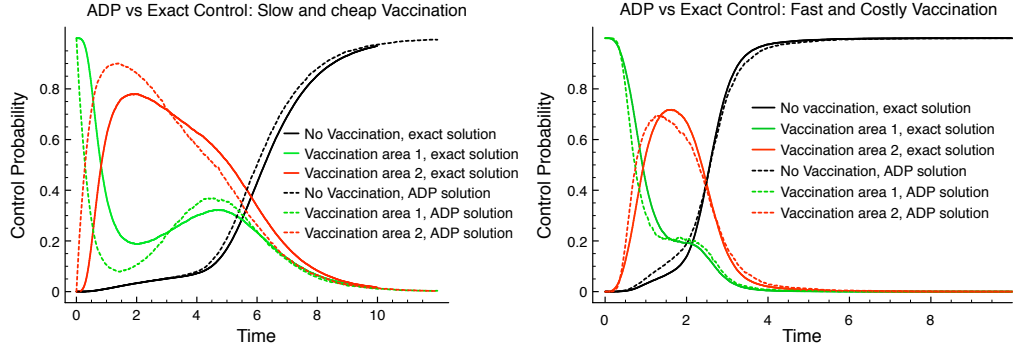 ADP vs Exact Control: Slow and cheap Vaccination
Control Probability
0.8
0.6
0.4
0.2
0
No Vaccination, exact solution
Vaccination area 1, exact solution
Vaccination area 2, exact solution
No Vaccination, ADP solution
Vaccination area 1, ADP solution
Vaccination area 2, ADP solution
0 2 4 6 8 10
Time
ADP vs Exact Control: Fast and Costly Vaccination
Control Probability
0.8
0.6
0.4
0.2
0
No vaccination, exact solution
Vaccination area 1, exact solution
Vaccination area 2, exact solution
No Vaccination, ADP solution
Vaccination area 1, ADP solution
Vaccination area 2, ADP solution
0 2 4 6 8
Time